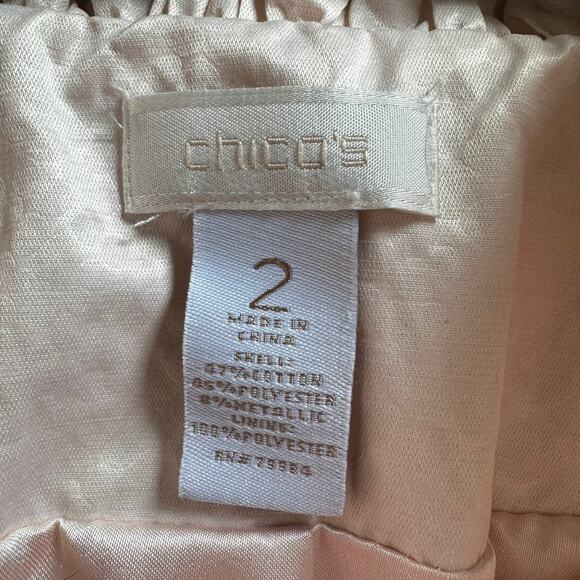 chico's
2
MADE IN
CHINA
SHELL:
47%COTTON
45%POLYESTER
8%METALLIC
LINING:
100%POLYESTER
RN# 79984